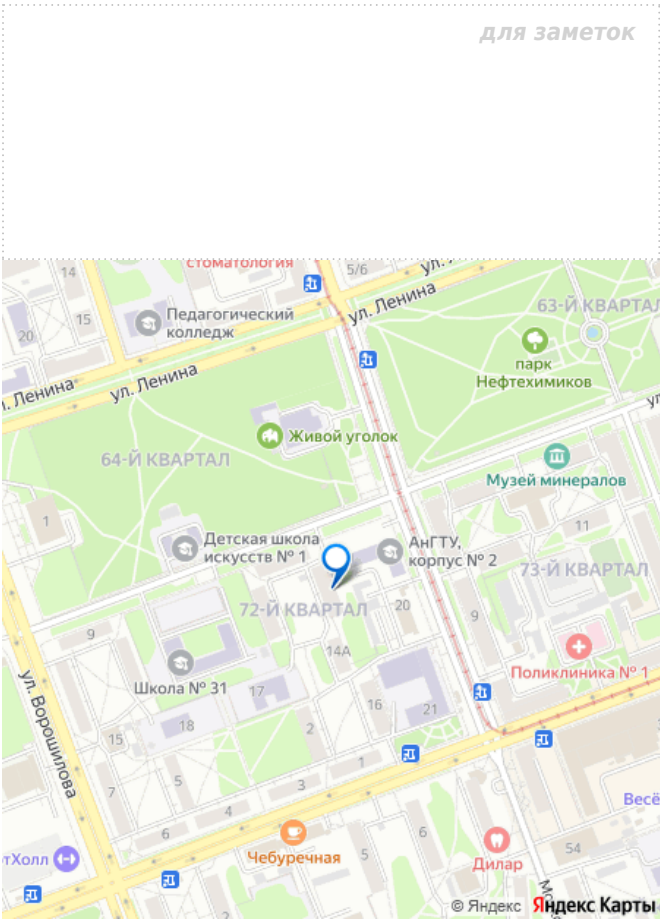 для заметок
стоматология
14
5/6
ул. Ленина
63-Й КВАРТАЛ
15
Педагогический
колледж
20
парк
Нефтехимиков
ул. Ленина
Ленина
Живой уголок
64-Й КВАРТАЛ
Музей минералов
1
11
Детская школа
искусств № 1
АнГТУ,
корпус № 2
73-Й КВАРТАЛ
72-Й КВАРТАЛ
20
9
9
14А
Поликлиника № 1
Школа № 31
17
ул. Ворошилова
16
21
18
2
15
1
5
3
7
4
Весё
6
6
Чебуречная
5
54
тХолл
Дилар
© Яндекс Яндекс Карты